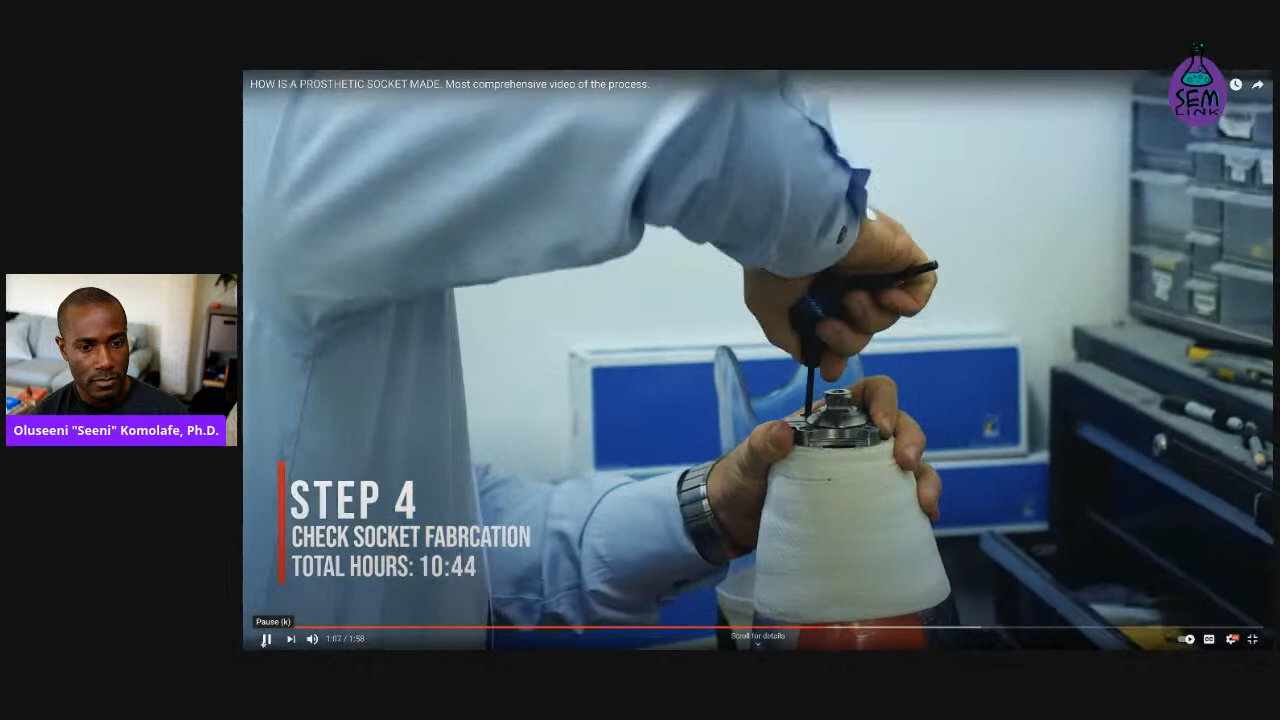 HOW IS A PROSTHETIC SOCKET MADE. Most comprehensive video of the process.
SEM
LINK
Oluseeni "Seeni" Komolafe, Ph.D.
STEP 4
CHECK SOCKET FABRCATION
TOTAL HOURS: 10:44
Pause (k)
1:07 / 1:58
Scroll for details